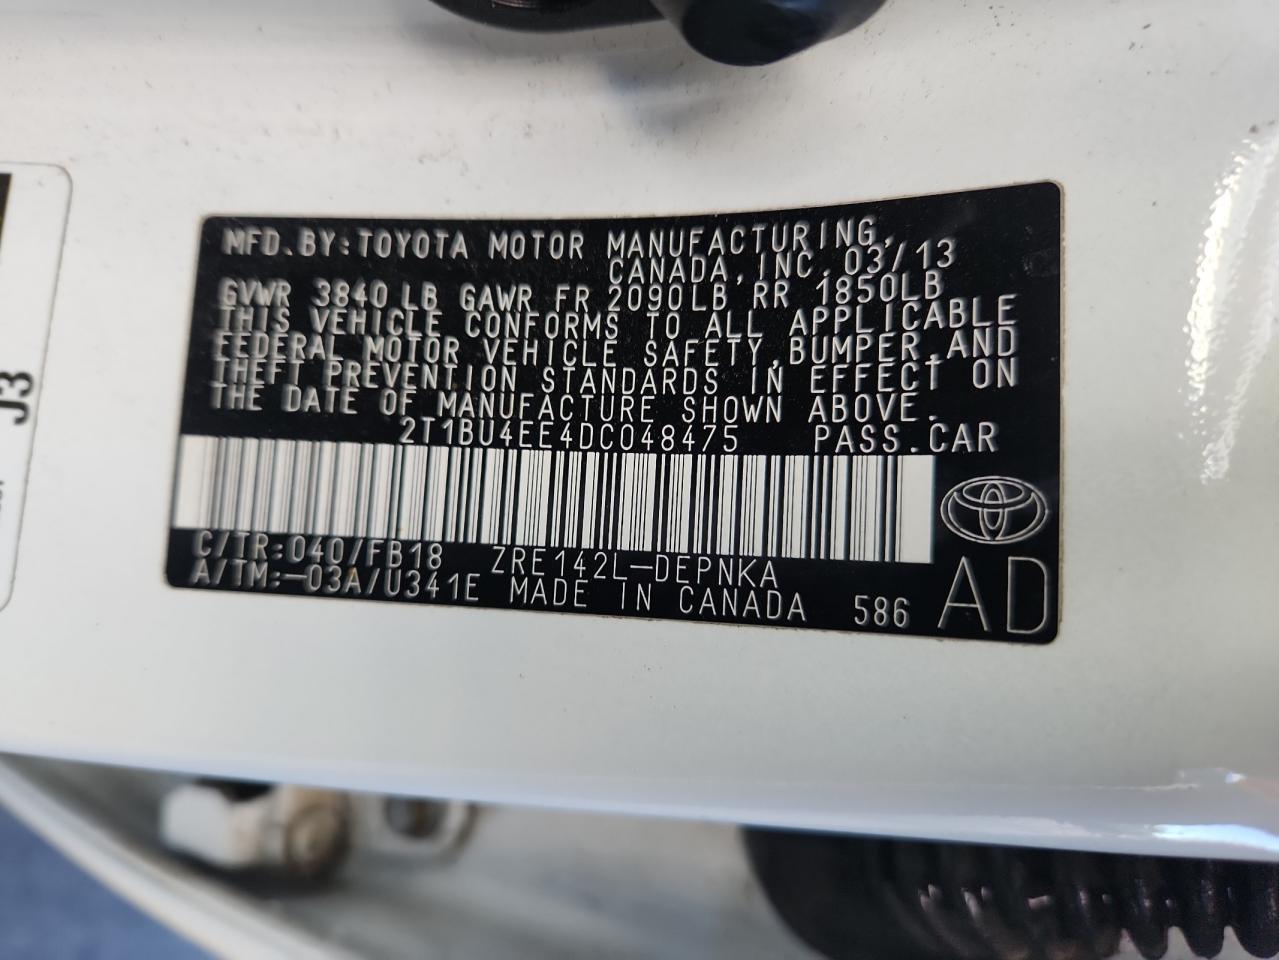 MFD.BY:TOYOTA MOTOR MANUFACTURING,
CANADA,INC.03/13
GVWR 3840LB GAWR FR 2090LB RR 1850LB
THIS VEHICLE CONFORMS TO ALL APPLICABLE
FEDERAL MOTOR VEHICLE SAFETY,BUMPER,AND
THEFT PREVENTION STANDARDS IN EFFECT ON
THE DATE OF MANUFACTURE SHOWN ABOVE.
2T1BU4EE4DC048475 PASS.CAR
C/TR:040/FB18 ZRE142L-DEPNKA
A/TM:-03A/U341E MADE IN CANADA 586 AD
J3